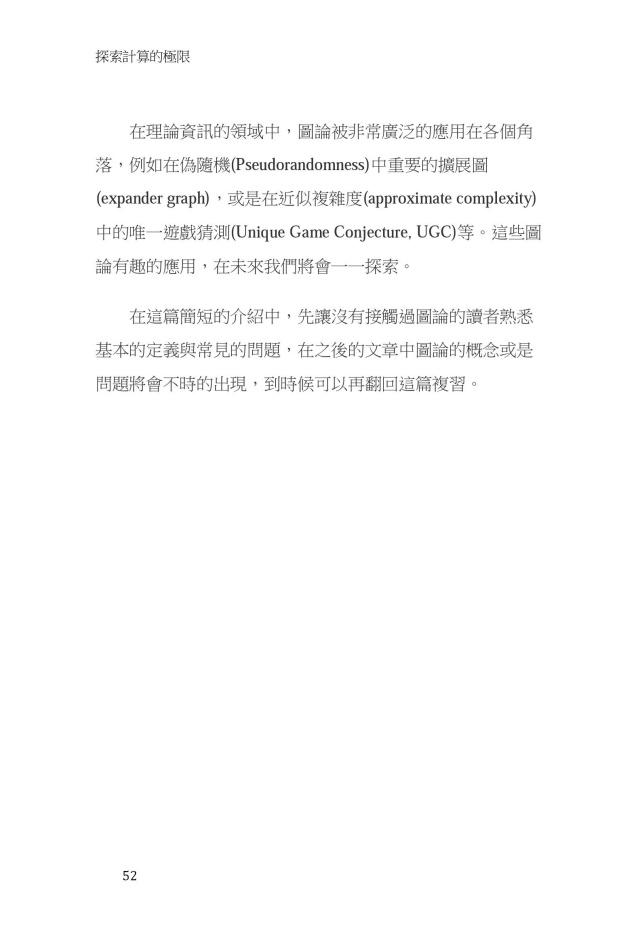 探索計算的極限
在理論資訊的領域中，圖論被非常廣泛的應用在各個角
落，例如在偽隨機(Pseudorandomness)中重要的擴展圖
(expander graph)，或是在近似複雜度(approximate complexity)
中的唯一遊戲猜測(Unique Game Conjecture, UGC)等。這些圖
論有趣的應用，在未來我們將會一一探索。
在這篇簡短的介紹中，先讓沒有接觸過圖論的讀者熟悉
基本的定義與常見的問題，在之後的文章中圖論的概念或是
問題將會不時的出現，到時候可以再翻回這篇複習。
52